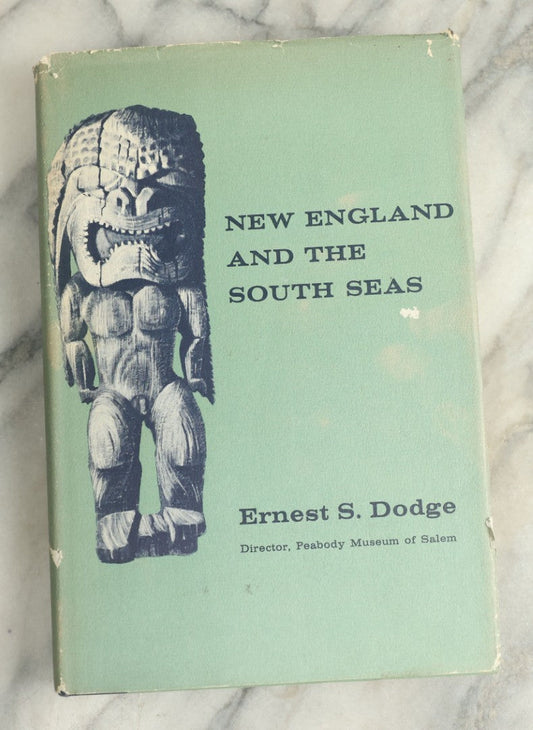 NEW ENGLAND
AND THE
SOUTH SEAS
Ernest S. Dodge
Director, Peabody Museum of Salem